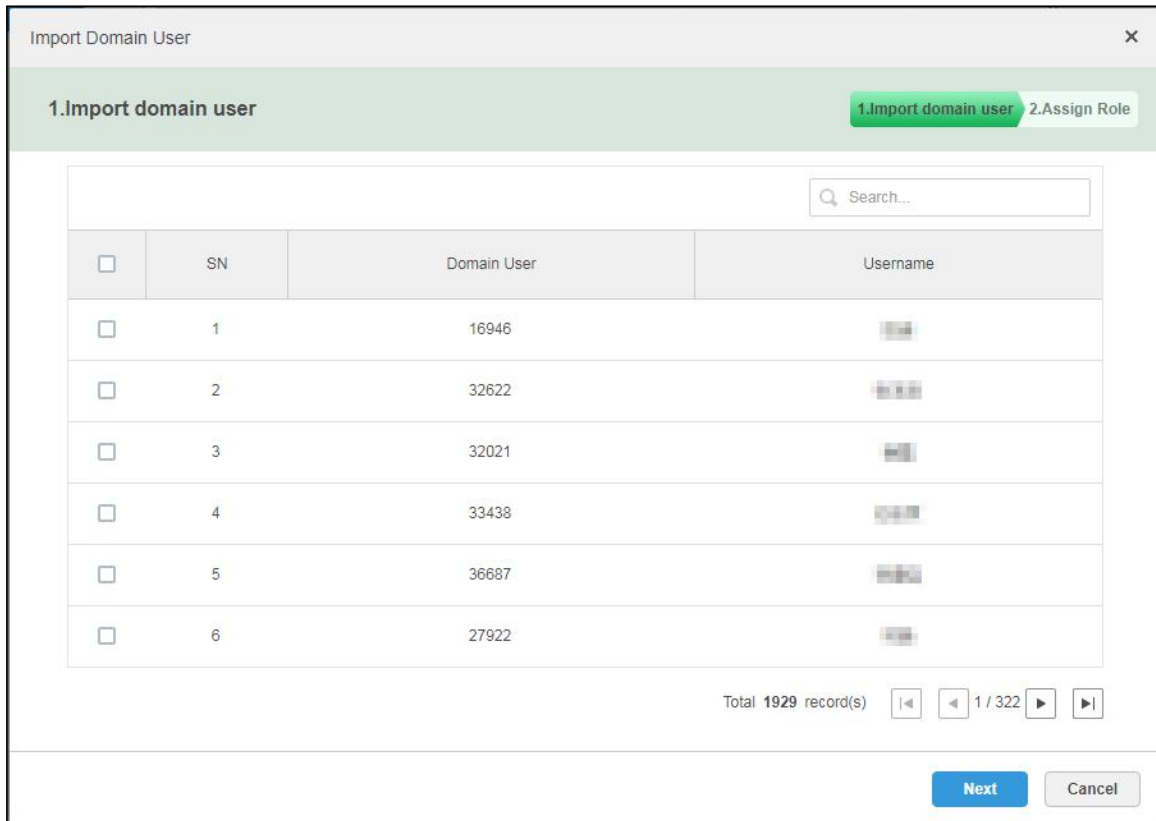 Import Domain User
1.Import domain user
1.Import domain user 2.Assign Role
Search...
SN Domain User Username
1 16946
2 32622
3 32021
4 33438
5 36687
6 27922
Total 1929 record(s) 1 / 322
Next Cancel